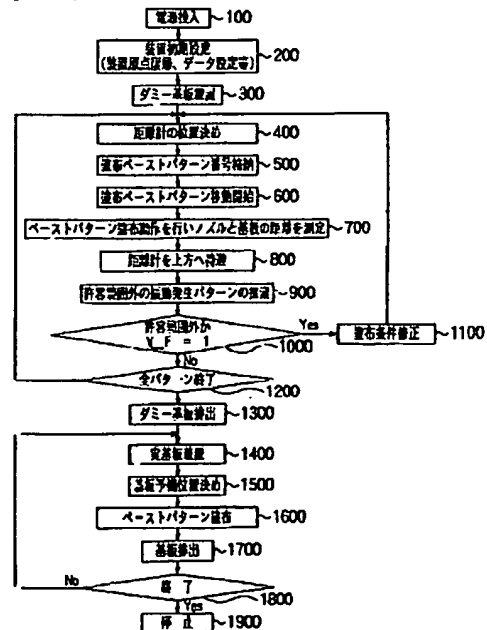 電源投入 100
装置初期設定
(装置原点復帰、データ設定等) 200
ダミー基板載置 300
距離計の位置決め 400
塗布ペーストパターン番号格納 500
塗布ペーストパターン移動開始 600
ペーストパターン塗布動作を行いノズルと基板の距離を測定 700
距離計を上方へ待避 800
許容範囲外の振動発生パターンの推測 900
許容範囲外か
V_F = 1 1000
Yes
塗布条件修正 1100
No
全パターン終了 1200
ダミー基板排出 1300
実基板載置 1400
基板予備位置決め 1500
ペーストパターン塗布 1600
基板排出 1700
No
終了 1800
Yes
停止 1900